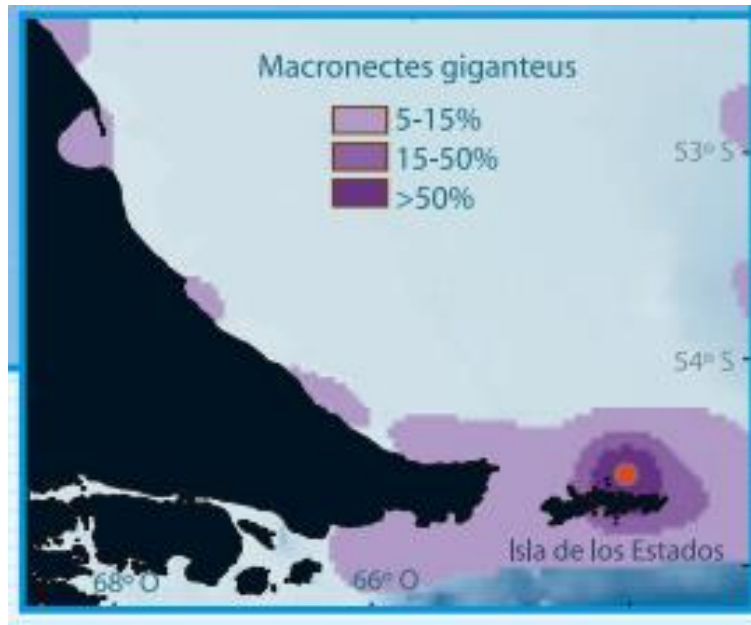 Macronectes giganteus
5-15%
15-50%
>50%
53º S
54º S
Isla de los Estados
68º O
66º O